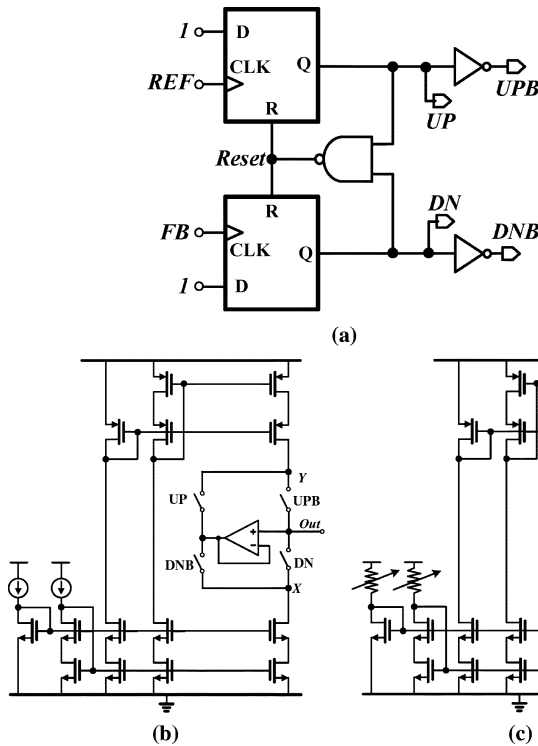 1
D
CLK
REF
Q
R
UPB
UP
Reset
R
FB
CLK
Q
1
D
DN
DNB
(a)
Y
UP
UPB
Out
+
−
DNB
DN
X
(b)
(c)